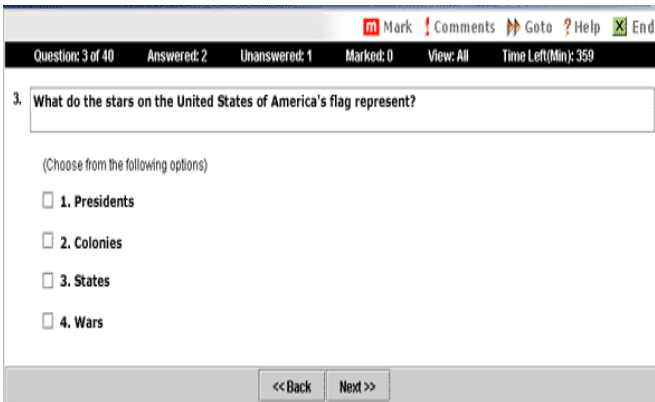 m Mark ! Comments Goto ? Help X End
Question: 3 of 40 Answered: 2 Unanswered: 1 Marked: 0 View: All Time Left(Min): 359
3. What do the stars on the United States of America's flag represent?
(Choose from the following options)
1. Presidents
2. Colonies
3. States
4. Wars
<< Back Next >>